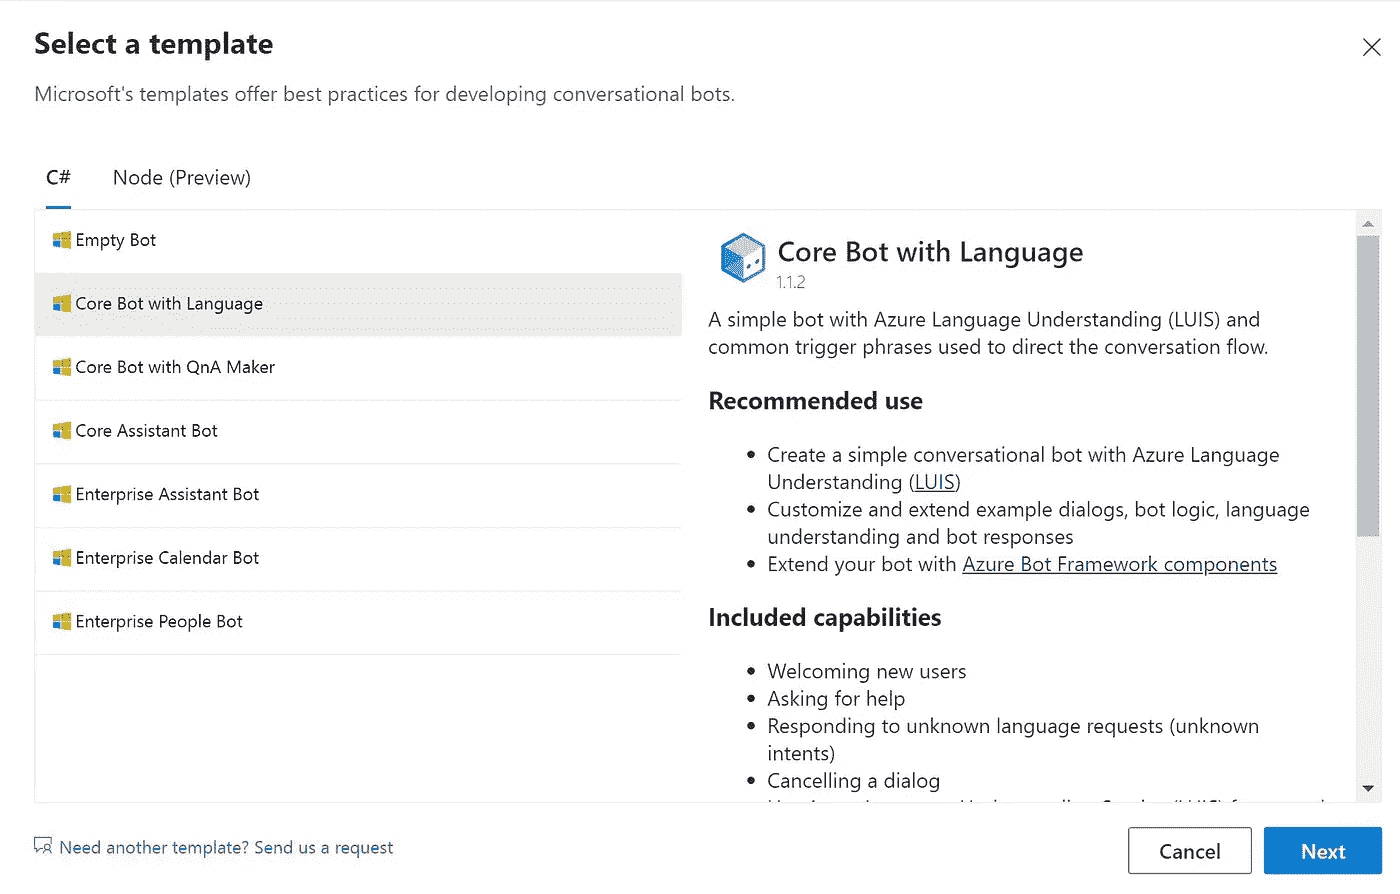 Select a template
Microsoft's templates offer best practices for developing conversational bots.
C#
Node (Preview)
Empty Bot
Core Bot with Language
Core Bot with QnA Maker
Core Assistant Bot
Enterprise Assistant Bot
Enterprise Calendar Bot
Enterprise People Bot
Core Bot with Language
1.1.2
A simple bot with Azure Language Understanding (LUIS) and
common trigger phrases used to direct the conversation flow.
Recommended use
Create a simple conversational bot with Azure Language
Understanding (LUIS)
Customize and extend example dialogs, bot logic, language
understanding and bot responses
Extend your bot with Azure Bot Framework components
Included capabilities
Welcoming new users
Asking for help
Responding to unknown language requests (unknown
intents)
Cancelling a dialog
Need another template? Send us a request
Cancel
Next